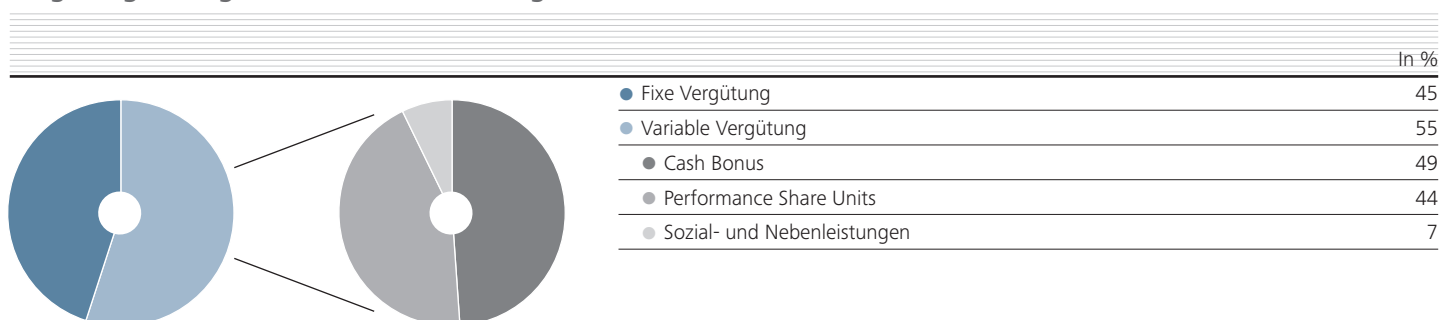 In %
Fixe Vergütung 45
Variable Vergütung 55
Cash Bonus 49
Performance Share Units 44
Sozial- und Nebenleistungen 7